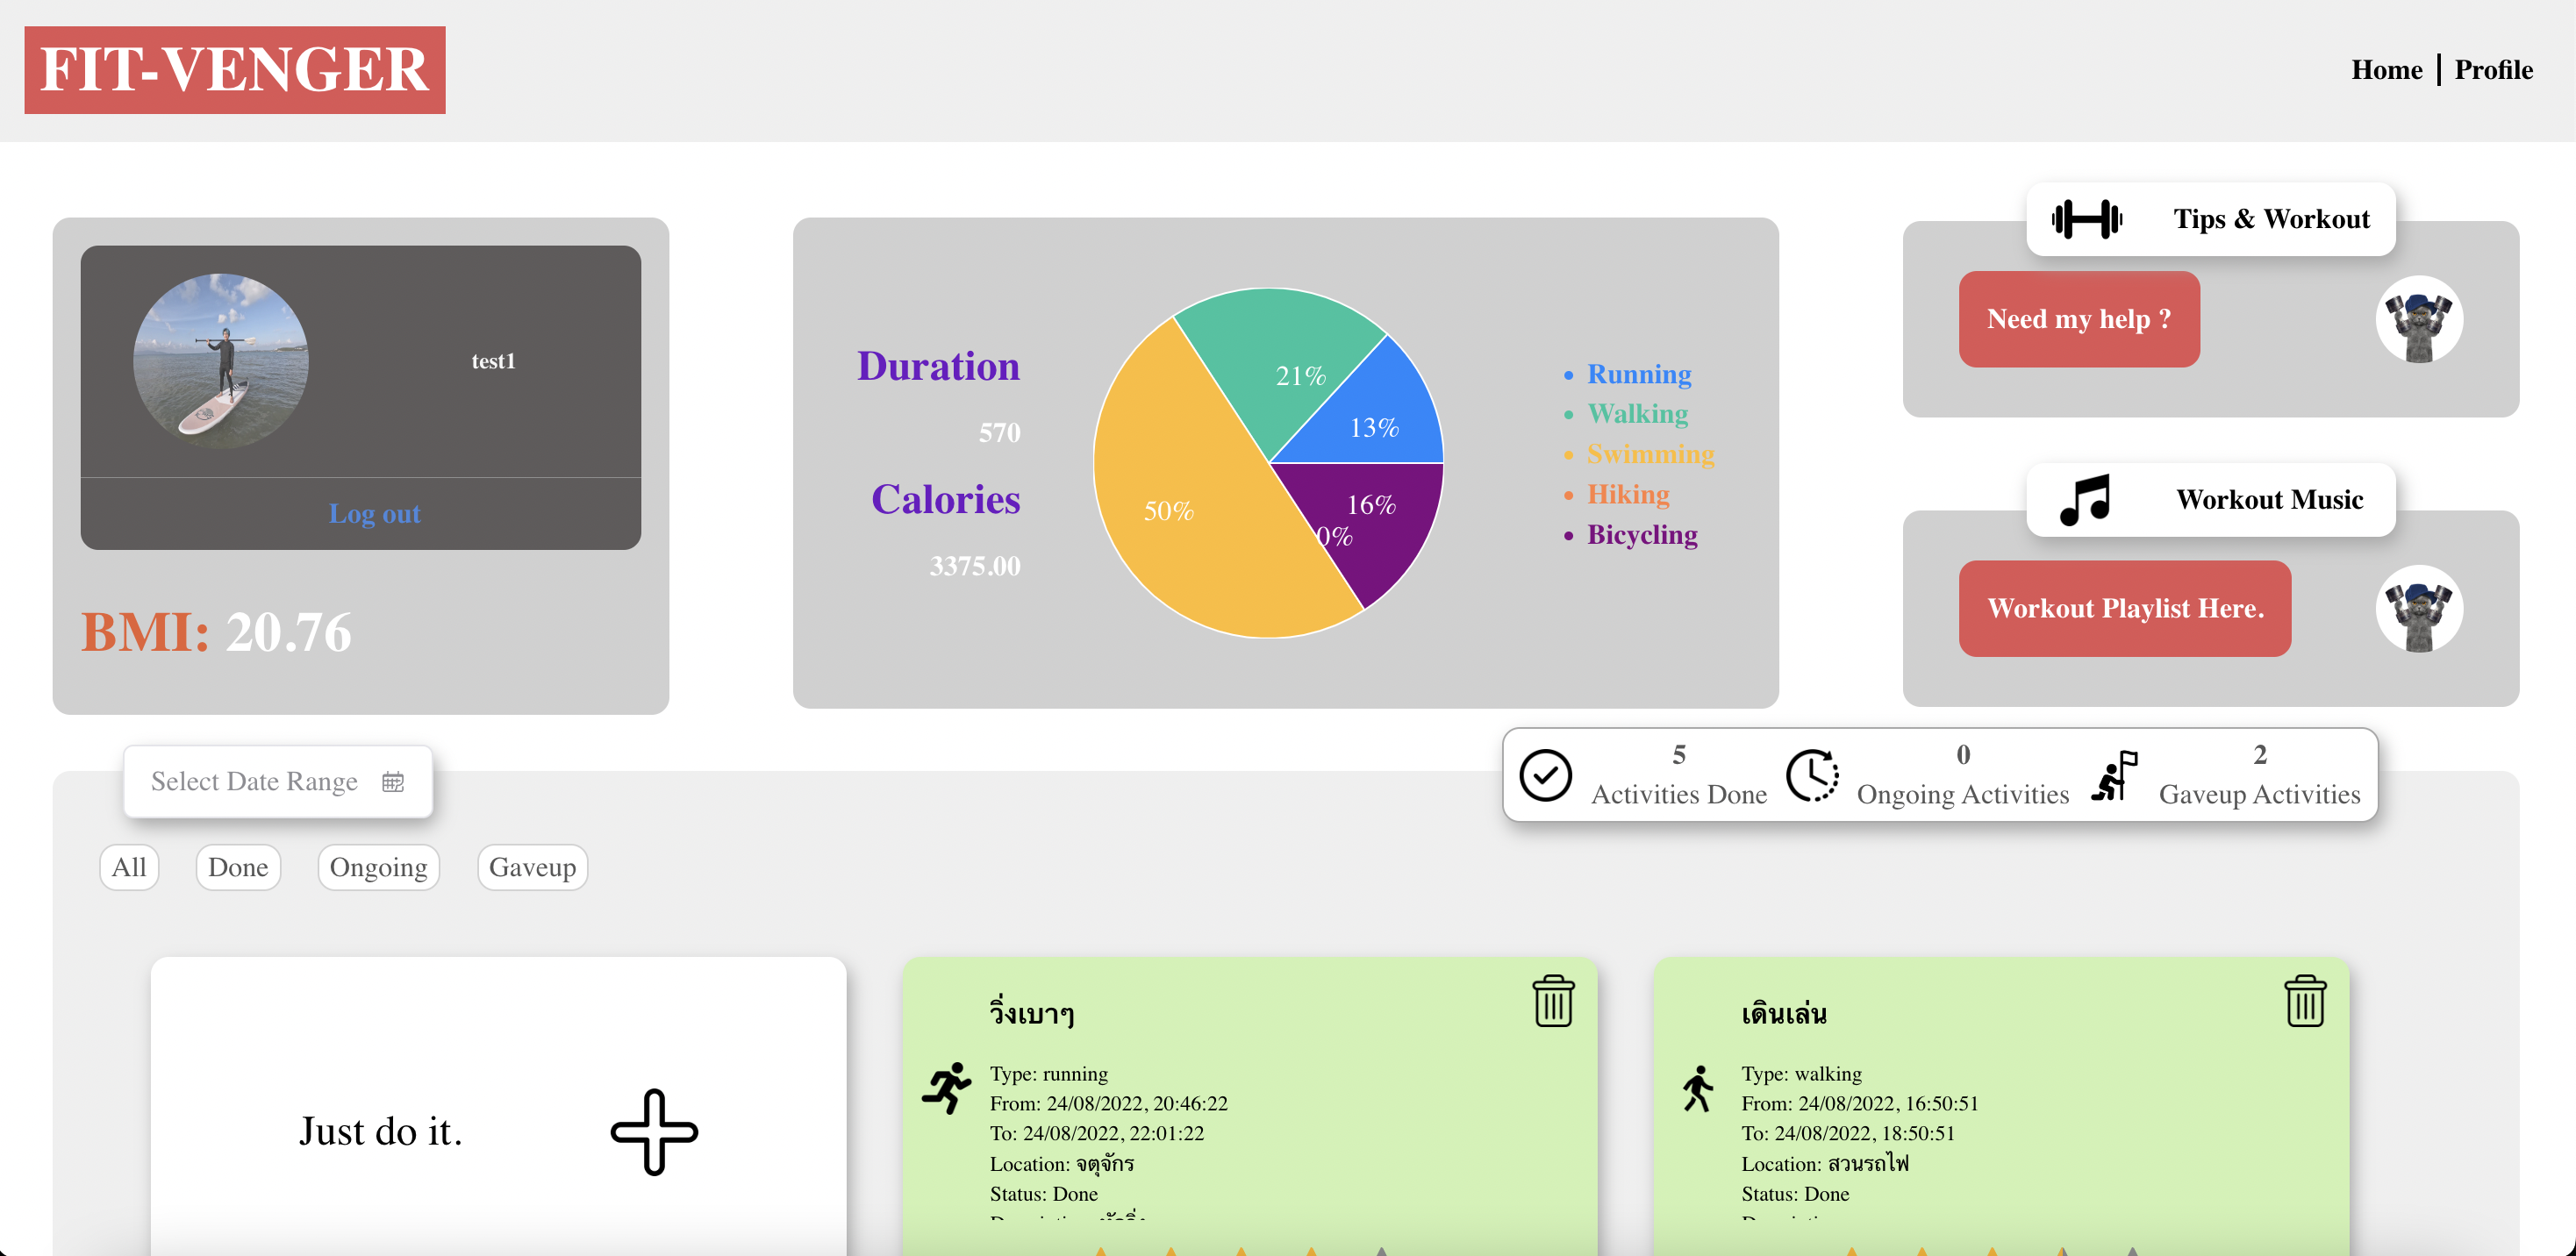 FIT-VENGER
Home | Profile
test1
Log out
BMI: 20.76
Duration
570
Calories
3375.00
21%
13%
50%
16%
0%
Running
Walking
Swimming
Hiking
Bicycling
Tips & Workout
Need my help ?
Workout Music
Workout Playlist Here.
Select Date Range
5
Activities Done
0
Ongoing Activities
2
Gaveup Activities
All
Done
Ongoing
Gaveup
Just do it.
วิ่งเบาๆ
Type: running
From: 24/08/2022, 20:46:22
To: 24/08/2022, 22:01:22
Location: จตุจักร
Status: Done
เดินเล่น
Type: walking
From: 24/08/2022, 16:50:51
To: 24/08/2022, 18:50:51
Location: สวนรถไฟ
Status: Done